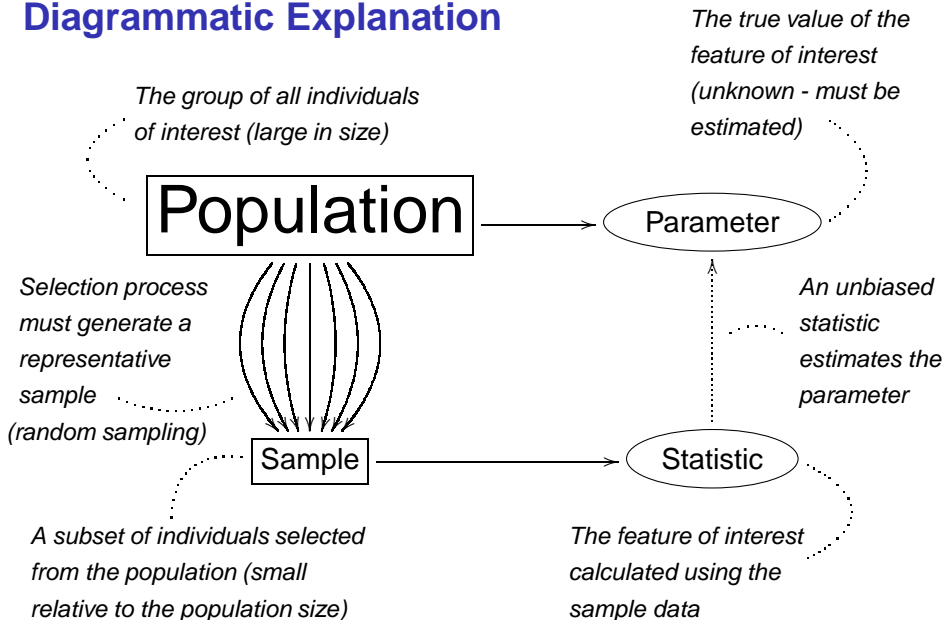 Diagrammatic Explanation
The true value of the
feature of interest
(unknown - must be
estimated)
The group of all individuals
of interest (large in size)
Population
Parameter
Selection process
must generate a
representative
sample
(random sampling)
An unbiased
statistic
estimates the
parameter
Sample
Statistic
A subset of individuals selected
from the population (small
relative to the population size)
The feature of interest
calculated using the
sample data